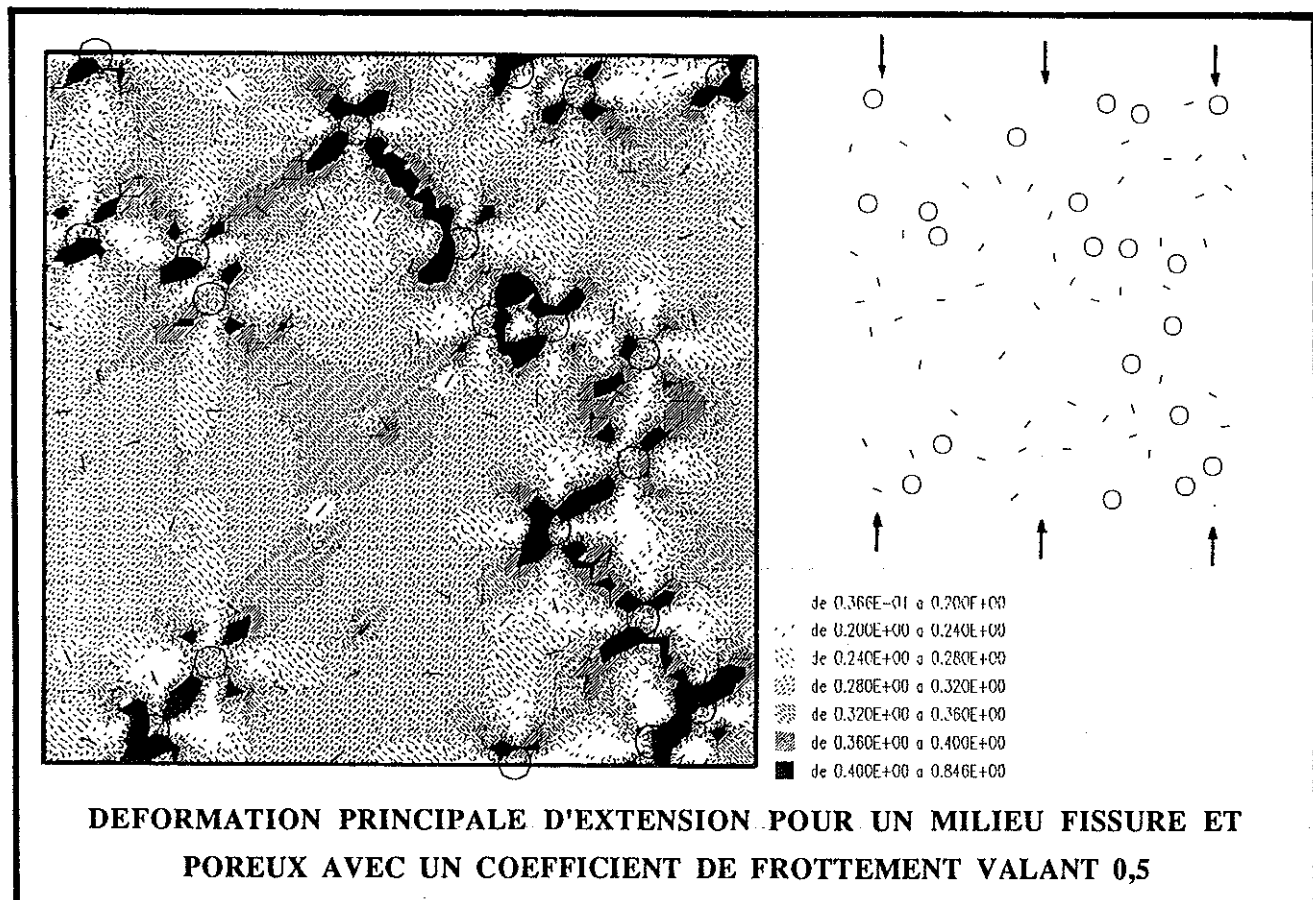 de 0.366E-01 a 0.200E+00
de 0.200E+00 a 0.240E+00
de 0.240E+00 a 0.280E+00
de 0.280E+00 a 0.320E+00
de 0.320E+00 a 0.360E+00
de 0.360E+00 a 0.400E+00
de 0.400E+00 a 0.846E+00
DEFORMATION PRINCIPALE D'EXTENSION POUR UN MILIEU FISSURE ET
POREUX AVEC UN COEFFICIENT DE FROTTEMENT VALANT 0,5